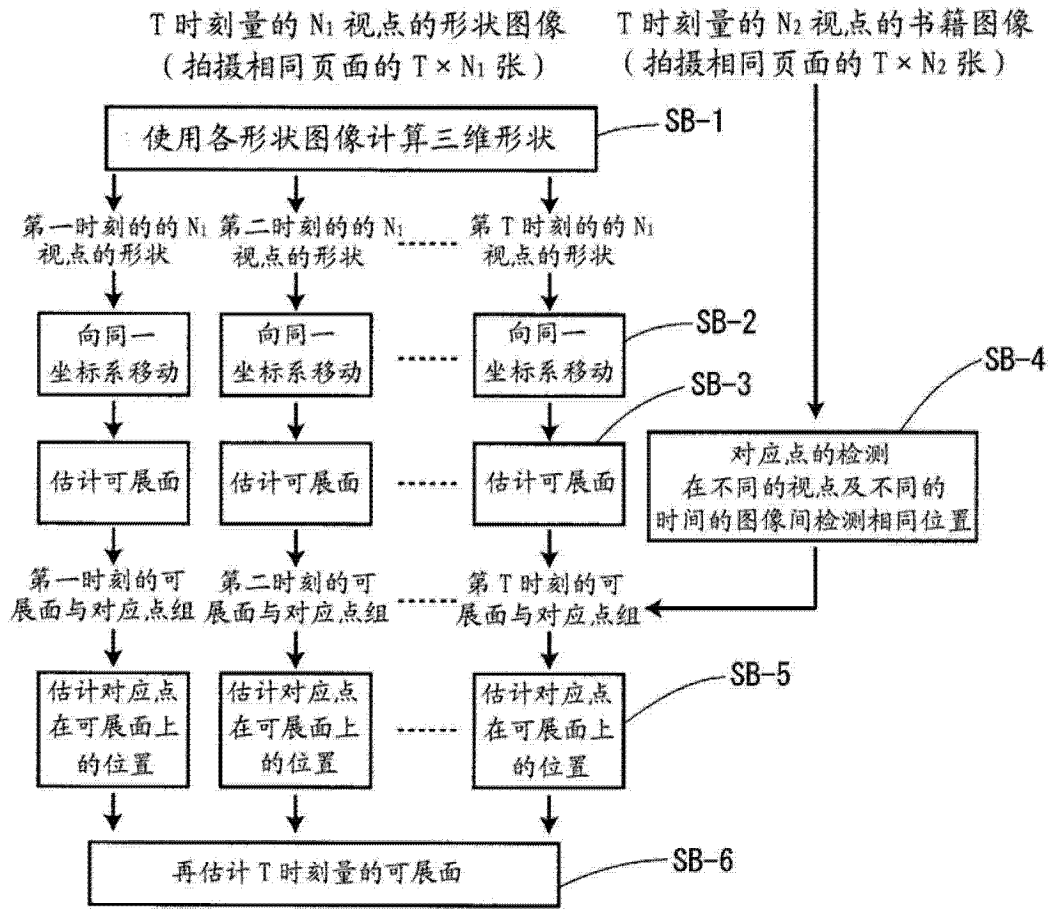 T时刻量的N₁视点的形状图像
(拍摄相同页面的T×N₁张)
T时刻量的N₂视点的书籍图像
(拍摄相同页面的T×N₂张)
使用各形状图像计算三维形状
SB-1
第一时刻的的N₁
视点的形状
第二时刻的的N₁
视点的形状
第T时刻的的N₁
视点的形状
向同一
坐标系移动
向同一
坐标系移动
向同一
坐标系移动
SB-2
估计可展面
估计可展面
估计可展面
SB-3
SB-4
对应点的检测
在不同的视点及不同的
时间的图像间检测相同位置
第一时刻的可
展面与对应点组
第二时刻的可
展面与对应点组
第T时刻的可
展面与对应点组
估计对应点
在可展面上
的位置
估计对应点
在可展面上
的位置
估计对应点
在可展面上
的位置
SB-5
再估计T时刻量的可展面
SB-6